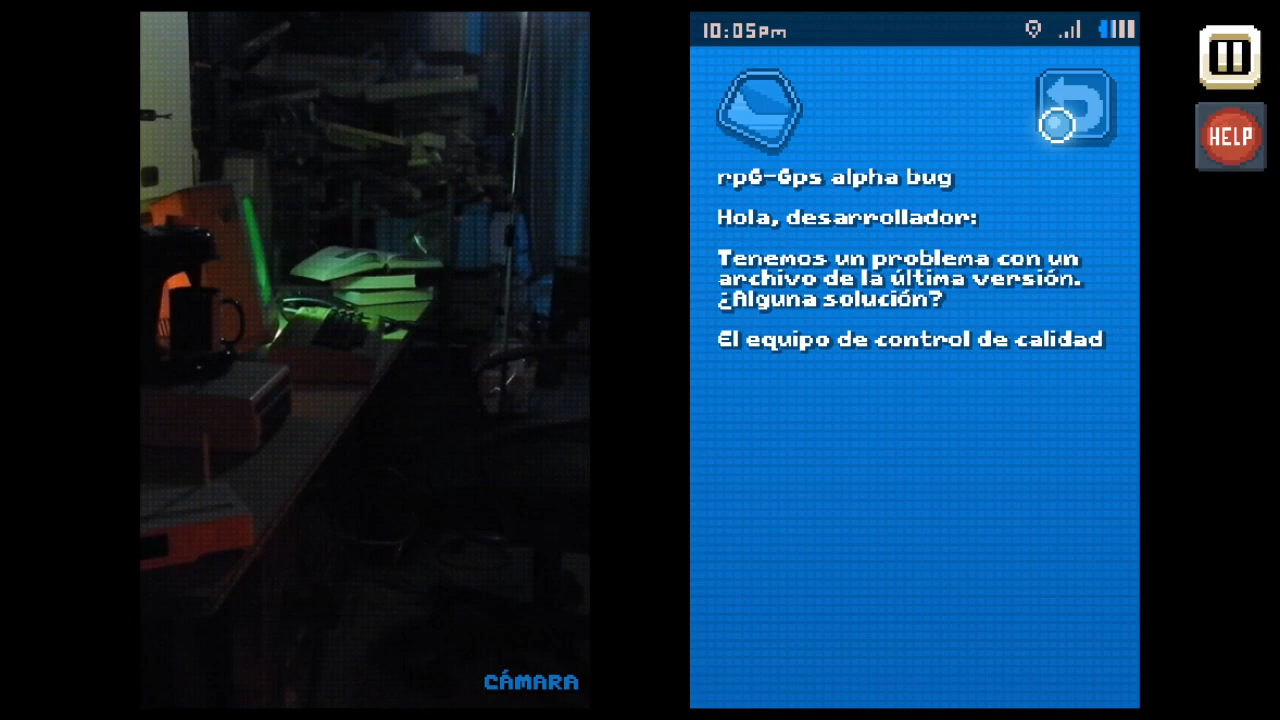 10:05pm
HELP
rpG-Gps alpha bug
Hola, desarrollador:
Tenemos un problema con un
archivo de la última versión.
¿Alguna solución?
El equipo de control de calidad
CÁMARA